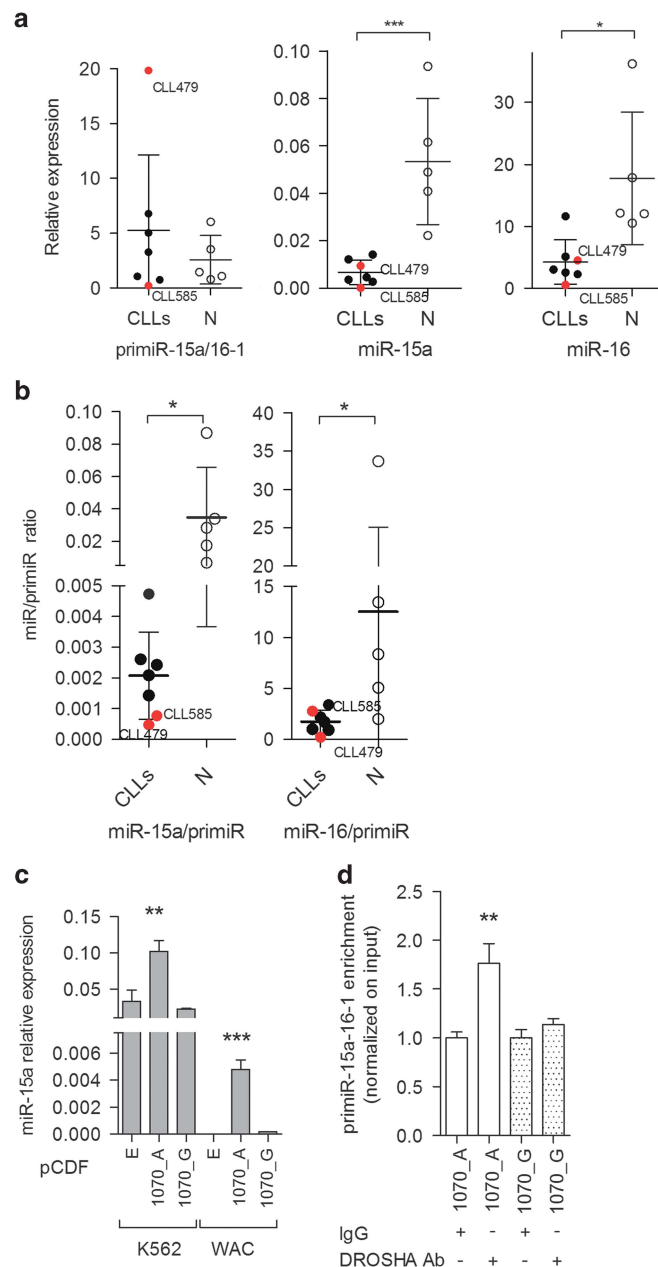 a
Relative expression
20
15
10
5
0
CLL479
CLL585
CLLs
N
primiR-15a/16-1
***
0.10
0.08
0.06
0.04
0.02
0.00
CLL479
CLL585
CLLs
N
miR-15a
*
30
20
10
0
CLL479
CLL585
CLLs
N
miR-16
b
miR/primiR ratio
*
0.10
0.08
0.06
0.04
0.02
0.005
0.004
0.003
0.002
0.001
0.000
CLL585
CLL479
CLLs
N
miR-15a/primiR
*
40
35
30
25
20
15
10
5
0
CLL585
CLL479
CLLs
N
miR-16/primiR
c
miR-15a relative expression
0.15
0.10
0.05
0.006
0.004
0.002
0.000
**
***
pCDF
E
1070_A
1070_G
E
1070_A
1070_G
K562
WAC
d
primiR-15a-16-1 enrichment
(normalized on input)
2.5
2.0
1.5
1.0
0.5
0.0
**
1070_A
1070_A
1070_G
1070_G
IgG + - + -
DROSHA Ab - + - +